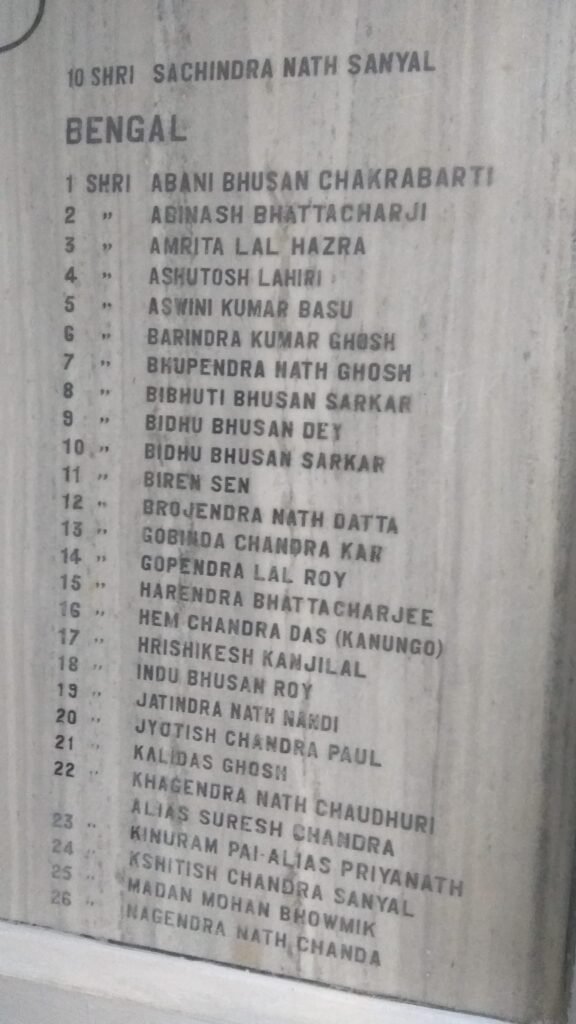 10 SHRI SACHINDRA NATH SANYAL
BENGAL
1 SHRI ABANI BHUSAN CHAKRABARTI
2 " ABINASH BHATTACHARJI
3 " AMRITA LAL HAZRA
4 " ASHUTOSH LAHIRI
5 " ASWINI KUMAR BASU
6 " BARINDRA KUMAR GHOSH
7 " BHUPENDRA NATH GHOSH
8 " BIBHUTI BHUSAN SARKAR
9 " BIDHU BHUSAN DEY
10 " BIDHU BHUSAN SARKAR
11 " BIREN SEN
12 " BROJENDRA NATH DATTA
13 " GOBINDA CHANDRA KAR
14 " GOPENDRA LAL ROY
15 " HARENDRA BHATTACHARJEE
16 " HEM CHANDRA DAS (KANUNGO)
17 " HRISHIKESH KANJILAL
18 " INDU BHUSAN ROY
19 " JATINDRA NATH NANDI
20 " JYOTISH CHANDRA PAUL
21 " KALIDAS GHOSH
22 " KHAGENDRA NATH CHAUDHURI
ALIAS SURESH CHANDRA
23 " KINURAM PAI-ALIAS PRIYANATH
24 " KSHITISH CHANDRA SANYAL
25 " MADAN MOHAN BHOWMIK
26 " NAGENDRA NATH CHANDA